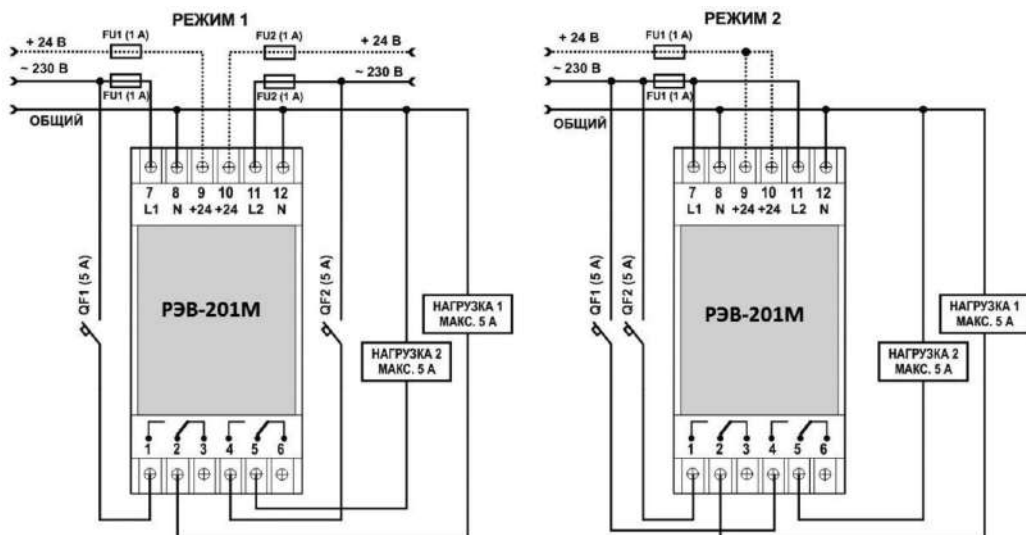 РЕЖИМ 1
FU1 (1 А)
FU2 (1 А)
+ 24 В
+ 24 В
~ 230 В
~ 230 В
FU1 (1 А)
FU2 (1 А)
ОБЩИЙ
7 8 9 10 11 12
L1 N +24 +24 L2 N
QF1 (5 А)
РЭВ-201М
QF2 (5 А)
НАГРУЗКА 1
МАКС. 5 А
НАГРУЗКА 2
МАКС. 5 А
1 2 3 4 5 6
РЕЖИМ 2
+ 24 В
FU1 (1 А)
~ 230 В
FU1 (1 А)
ОБЩИЙ
7 8 9 10 11 12
L1 N +24 +24 L2 N
QF1 (5 А)
QF2 (5 А)
РЭВ-201М
НАГРУЗКА 1
МАКС. 5 А
НАГРУЗКА 2
МАКС. 5 А
1 2 3 4 5 6